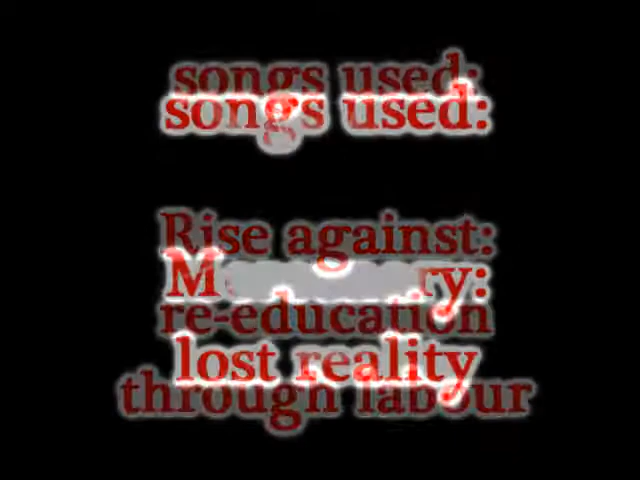 songs used:
songs used:
Rise against:
re-education
lost reality
through labour